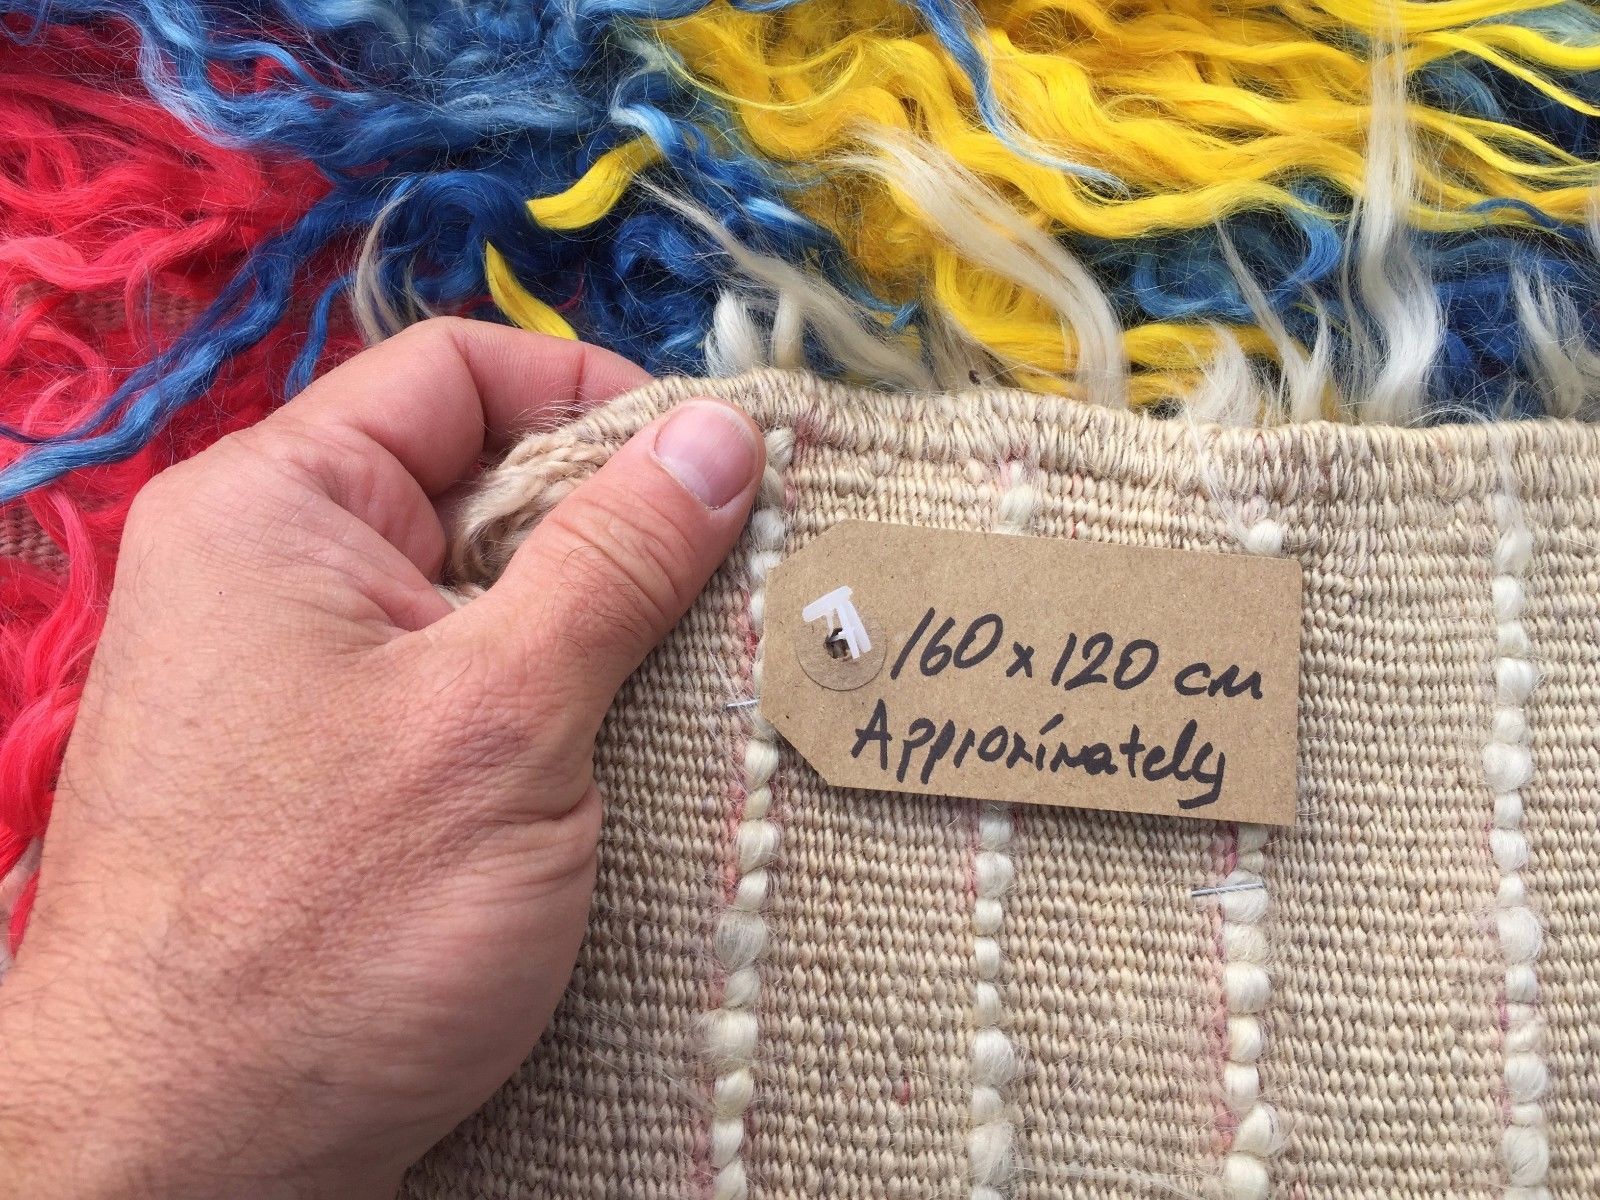 160 x 120 cm
Approximately